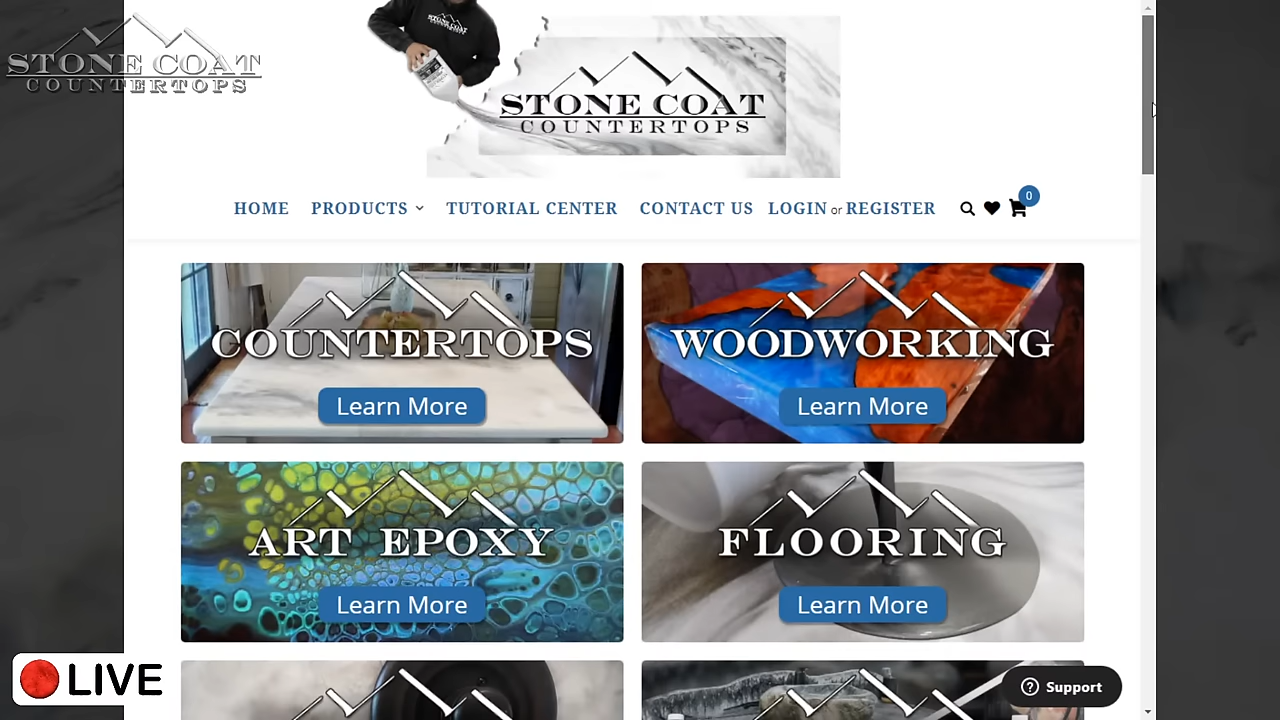 STONE COAT
COUNTERTOPS
STONE COAT
COUNTERTOPS
HOME PRODUCTS TUTORIAL CENTER CONTACT US LOGIN or REGISTER 0
COUNTERTOPS
Learn More
WOODWORKING
Learn More
ART EPOXY
Learn More
FLOORING
Learn More
LIVE
Support